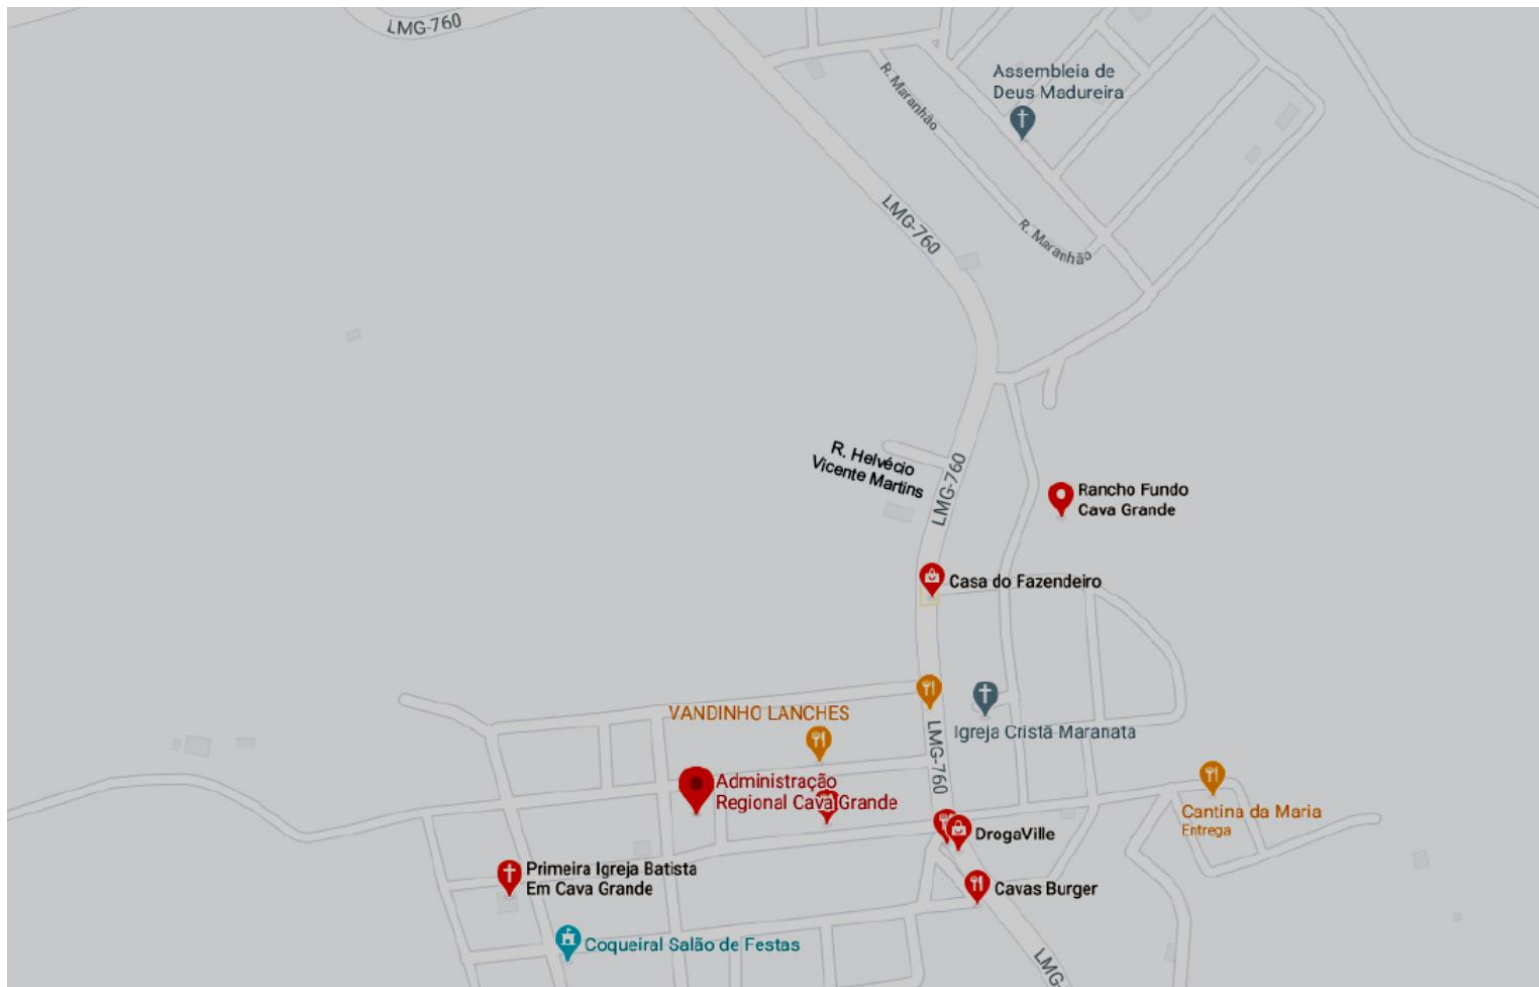 LMG-760
Assembleia de
Deus Madureira
R. Maranhão
LMG-760
R. Maranhão
R. Helvécio
Vicente Martins
LMG-760
Rancho Fundo
Cava Grande
Casa do Fazendeiro
VANDINHO LANCHES
Igreja Cristã Maranata
LMG-760
Administração
Regional Cava Grande
Cantina da Maria
Entrega
DrogaVille
Primeira Igreja Batista
Em Cava Grande
Cavas Burger
Coqueiral Salão de Festas
LMG-